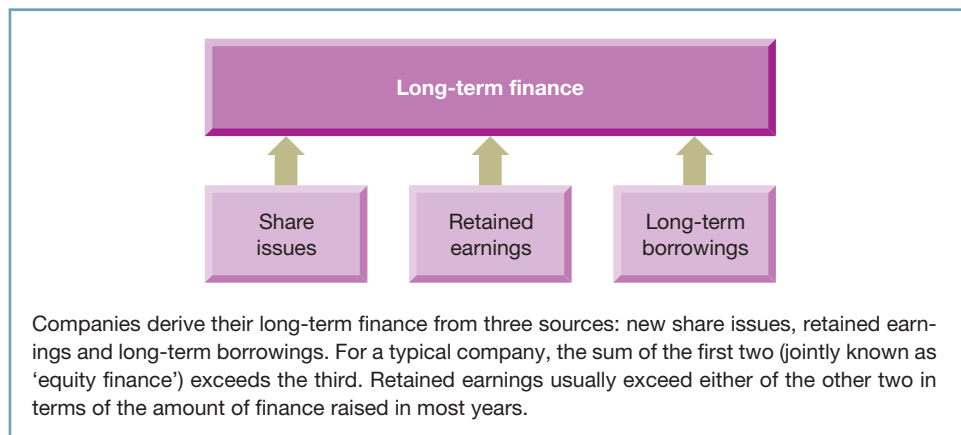 Long-term finance
Share
issues
Retained
earnings
Long-term
borrowings
Companies derive their long-term finance from three sources: new share issues, retained earn-
ings and long-term borrowings. For a typical company, the sum of the first two (jointly known as
‘equity finance’) exceeds the third. Retained earnings usually exceed either of the other two in
terms of the amount of finance raised in most years.